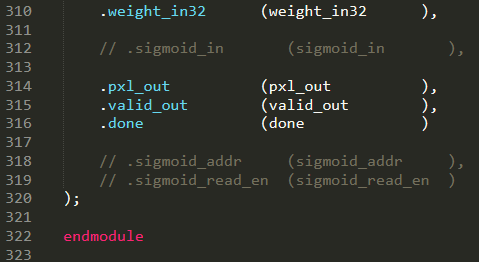 310 .weight_in32 (weight_in32 ),
311
312 // .sigmoid_in (sigmoid_in ),
313
314 .pxl_out (pxl_out ),
315 .valid_out (valid_out ),
316 .done (done )
317
318 // .sigmoid_addr (sigmoid_addr ),
319 // .sigmoid_read_en (sigmoid_read_en )
320 );
321
322 endmodule
323